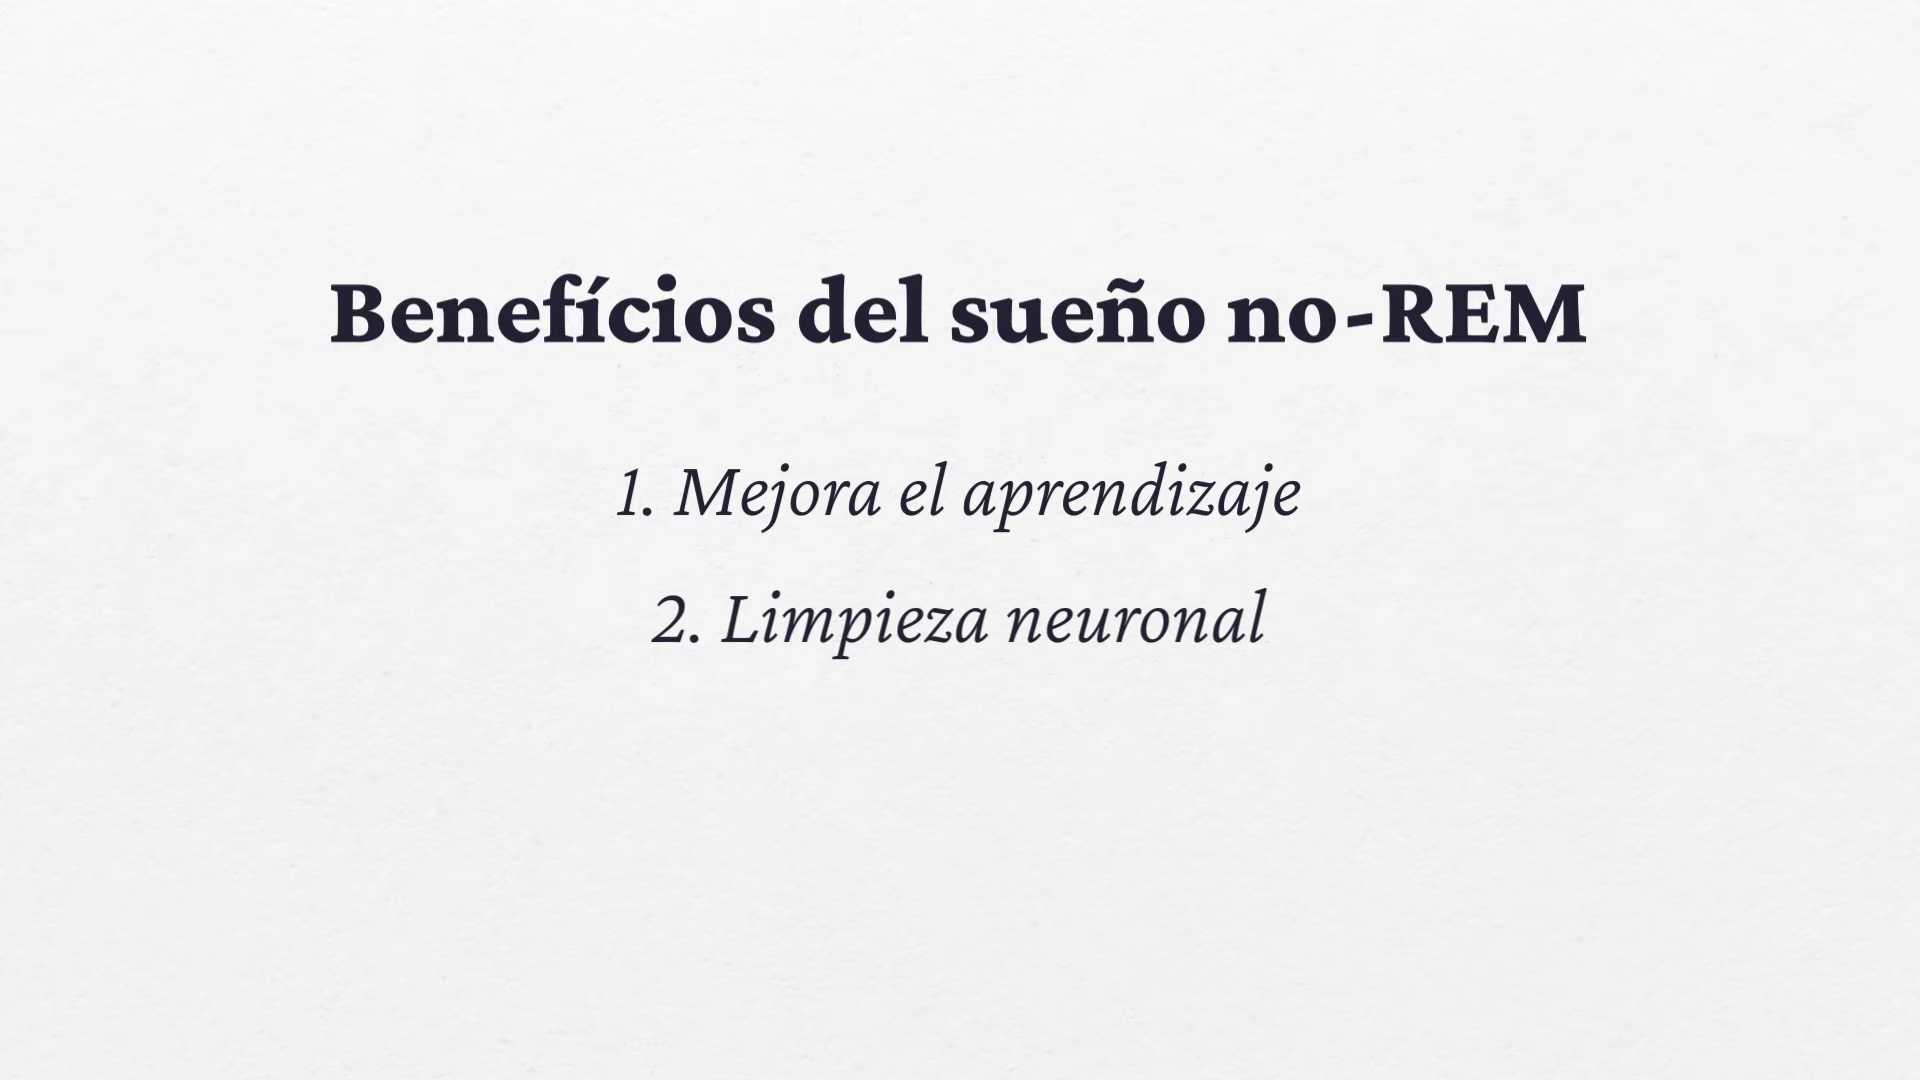 Benefícios del sueño no-REM
1. Mejora el aprendizaje
2. Limpieza neuronal